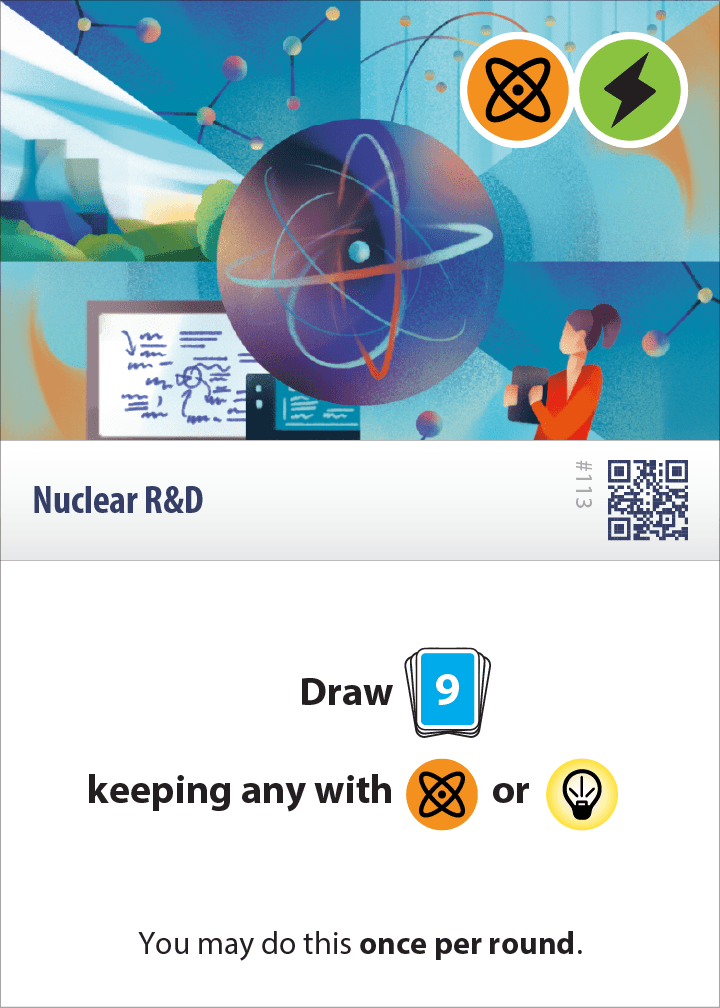 Nuclear R&D
#113
Draw 9
keeping any with or
You may do this once per round.